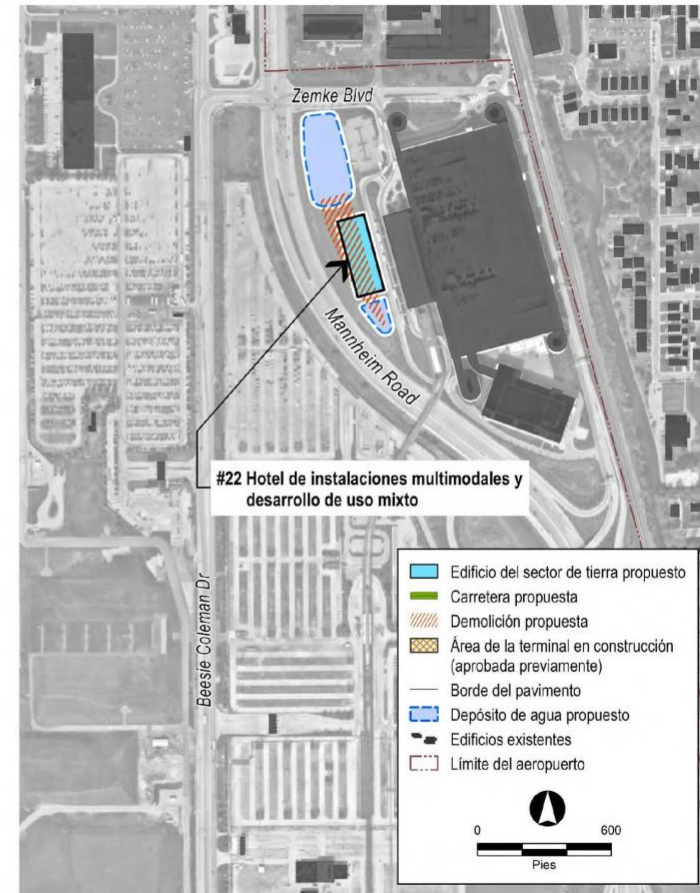 Zemke Blvd
Mannheim Road
#22 Hotel de instalaciones multimodales y
desarrollo de uso mixto
Beesie Coleman Dr
Edificio del sector de tierra propuesto
Carretera propuesta
Demolición propuesta
Área de la terminal en construcción
(aprobada previamente)
Borde del pavimento
Depósito de agua propuesto
Edificios existentes
Límite del aeropuerto
0 600
Pies